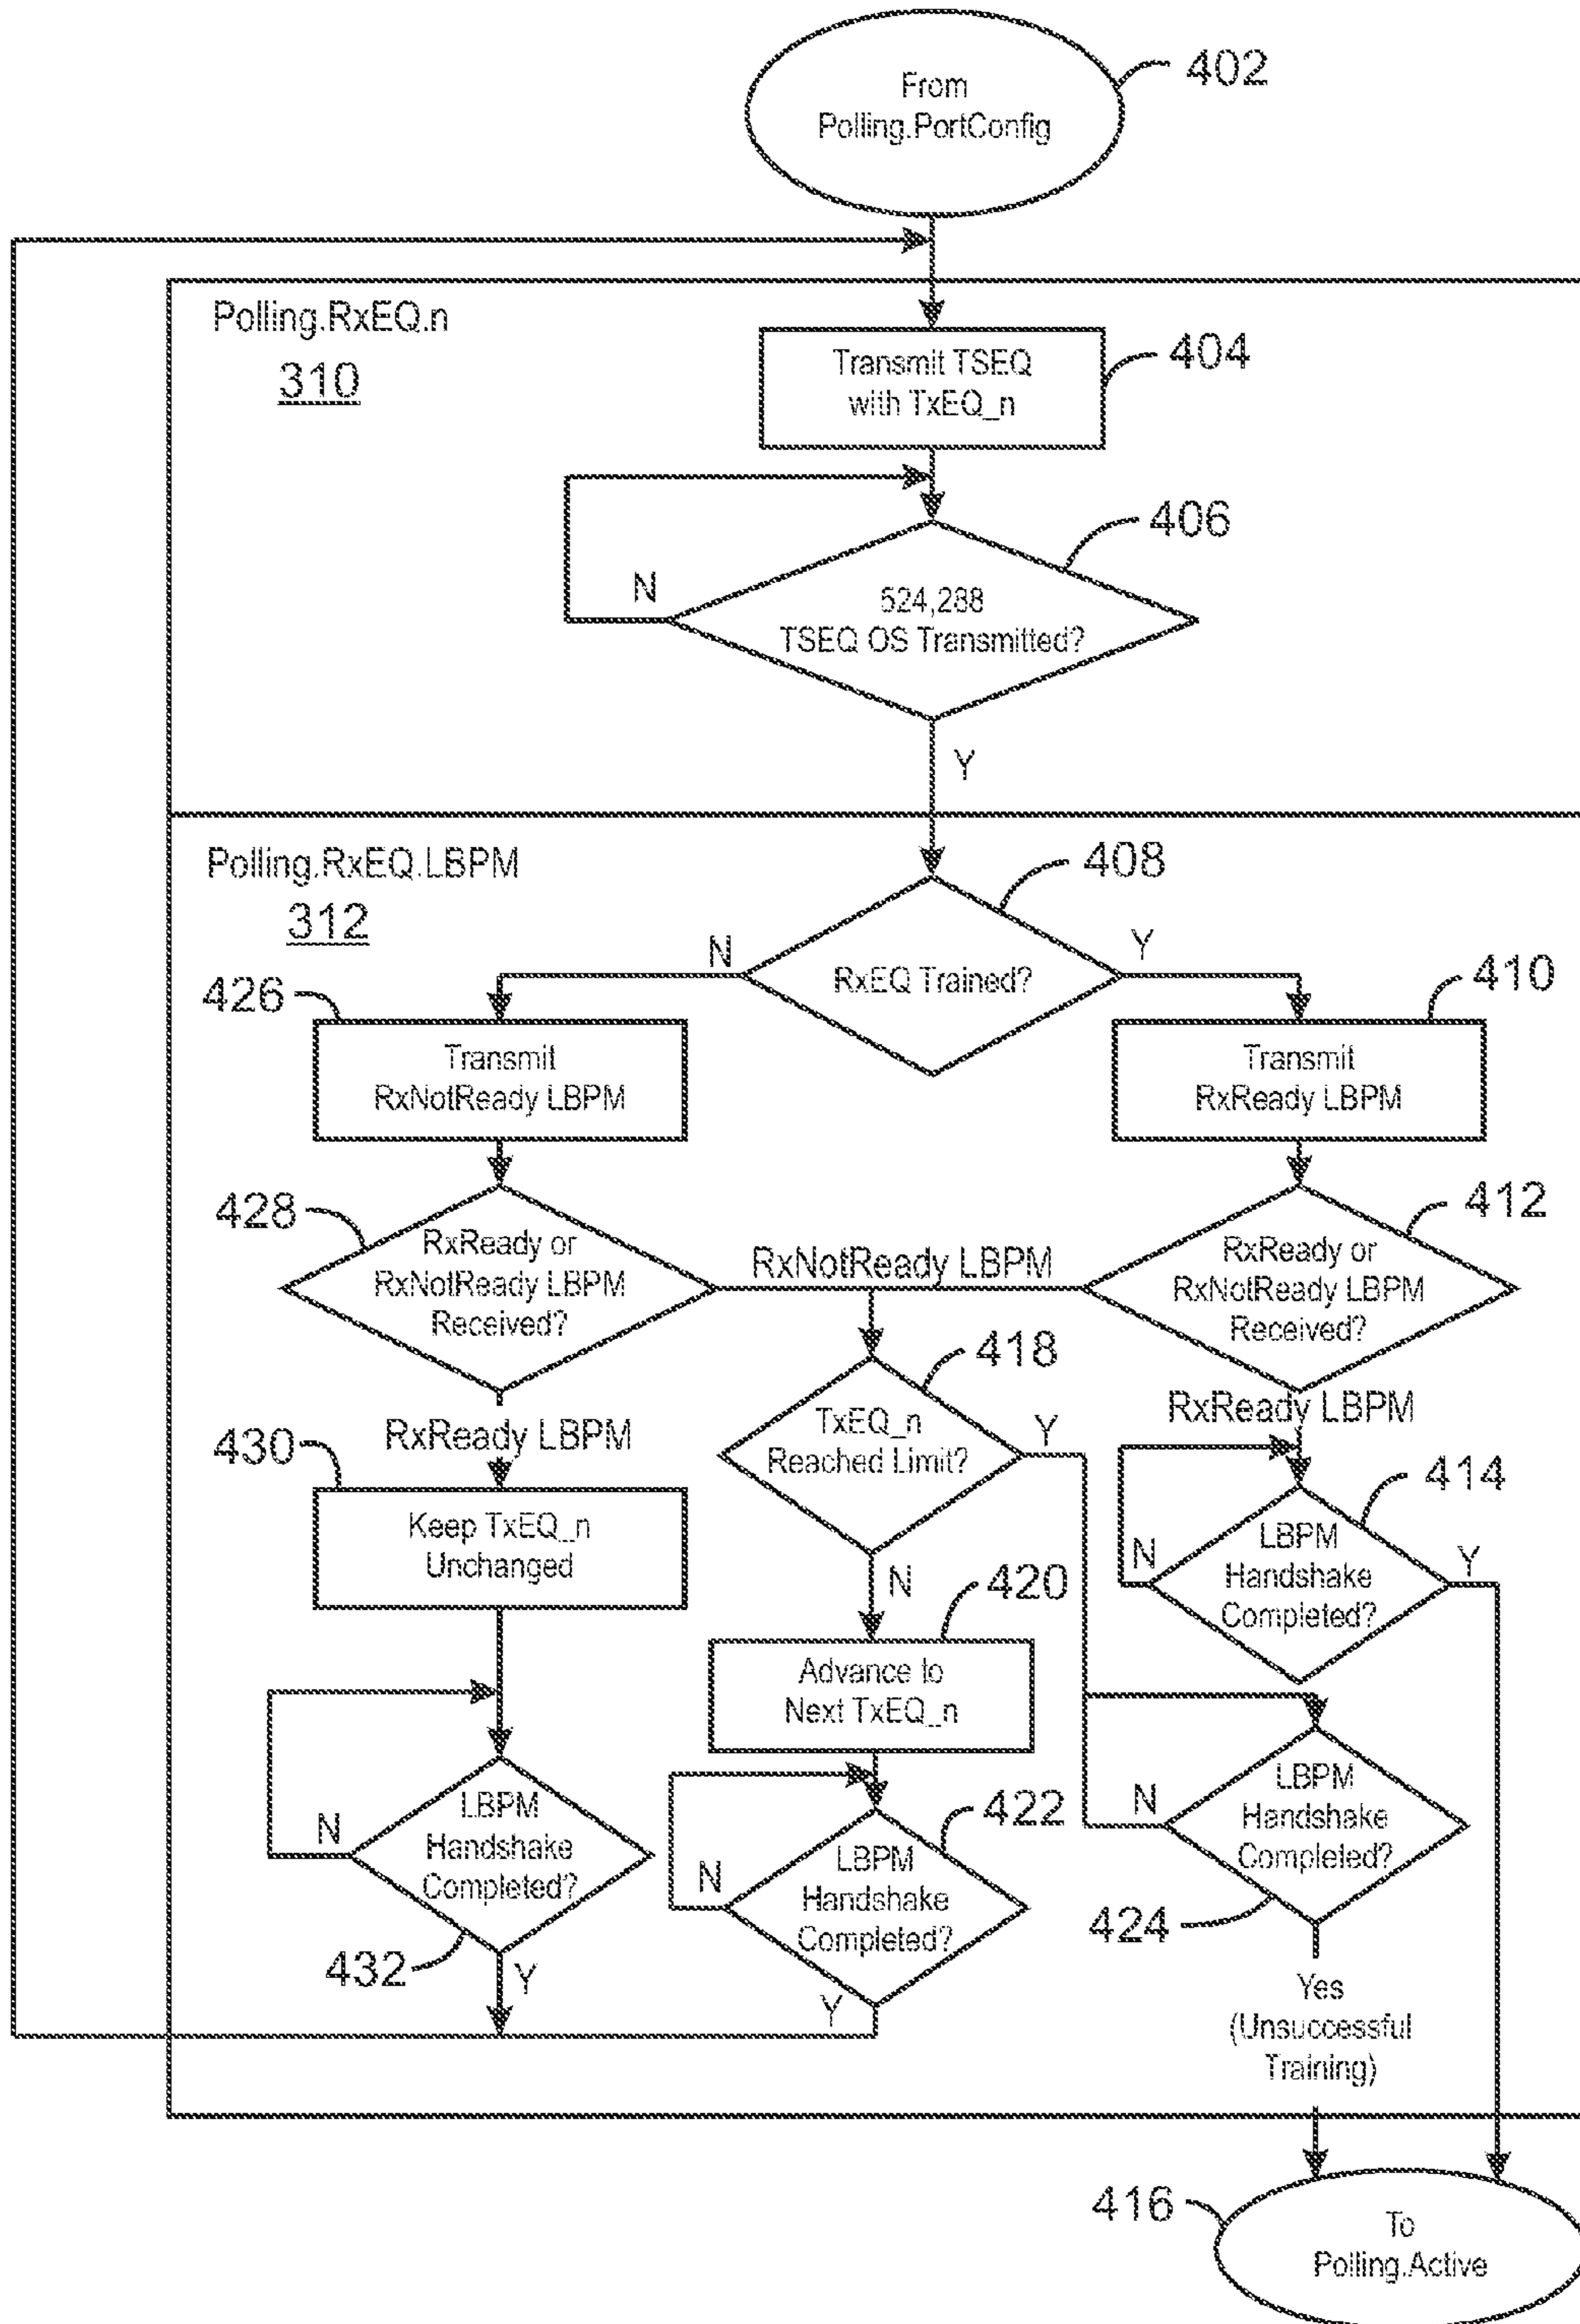 From
Polling.PortConfig
402
Polling.RxEQ.n
310
Transmit TSEQ
with TxEQ_n
404
406
N
524,288
TSEQ OS Transmitted?
Y
Polling.RxEQ.LBPM
312
408
N
Y
RxEQ Trained?
426
410
Transmit
RxNotReady LBPM
Transmit
RxReady LBPM
428
412
RxReady or
RxNotReady LBPM
Received?
RxNotReady LBPM
RxReady or
RxNotReady LBPM
Received?
418
RxReady LBPM
TxEQ_n
Reached Limit?
Y
RxReady LBPM
430
414
Keep TxEQ_n
Unchanged
N
LBPM
Handshake
Completed?
Y
N
420
Advance to
Next TxEQ_n
LBPM
Handshake
Completed?
N
422
LBPM
Handshake
Completed?
N
LBPM
Handshake
Completed?
N
424
432
Y
Y
Yes
(Unsuccessful
Training)
416
To
Polling.Active